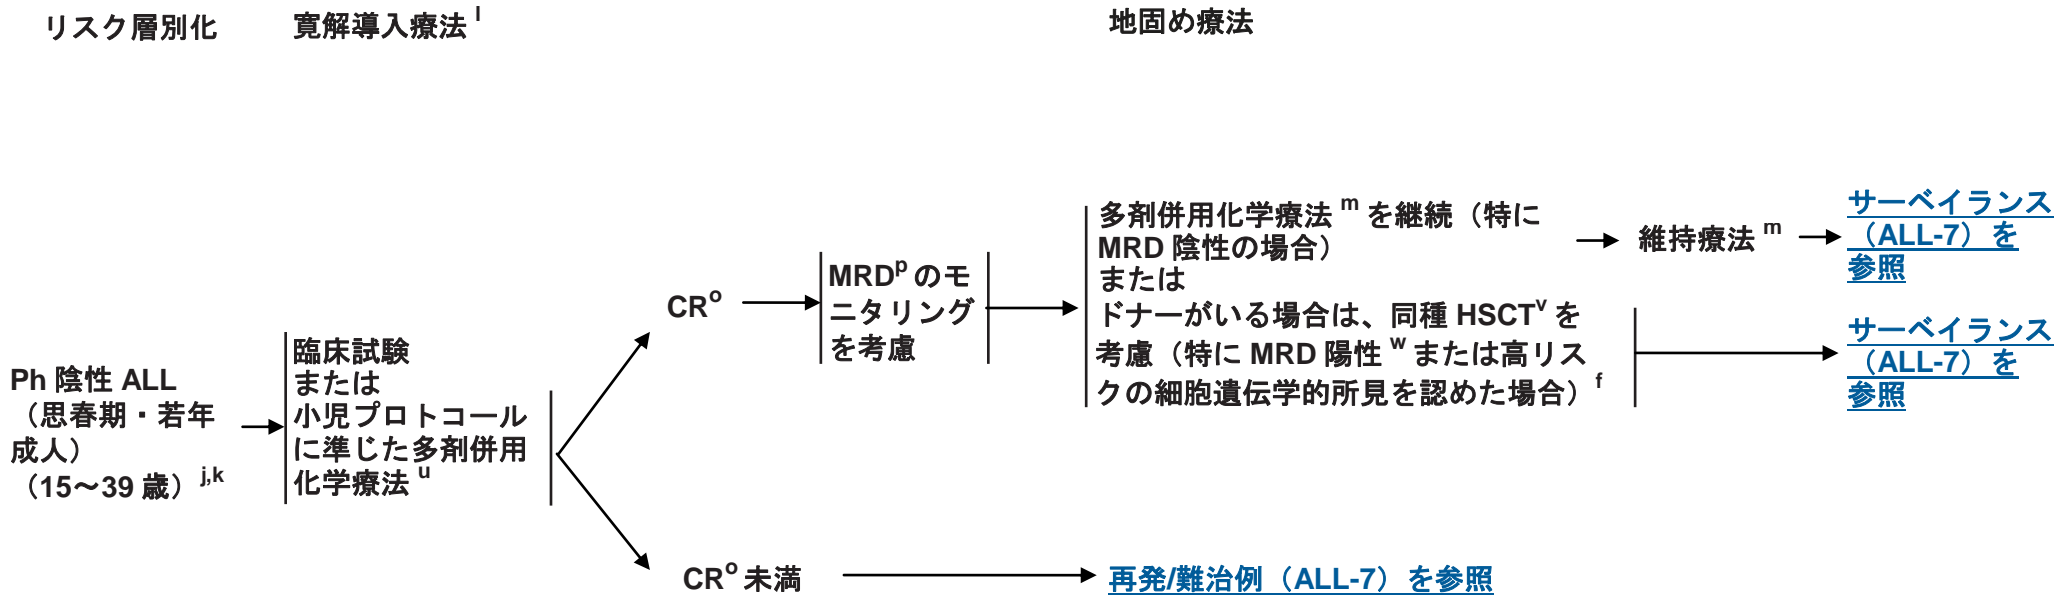 リスク層別化
寛解導入療法 l
地固め療法
Ph 陰性 ALL
（思春期・若年
成人）
（15～39 歳）j,k
臨床試験
または
小児プロトコール
に準じた多剤併用
化学療法 u
CRo
MRDp のモ
ニタリング
を考慮
多剤併用化学療法 m を継続（特に
MRD 陰性の場合）
または
ドナーがいる場合は、同種 HSCTv を
考慮（特に MRD 陽性 w または高リス
クの細胞遺伝学的所見を認めた場合）f
維持療法 m
サーベイランス
（ALL-7）を
参照
サーベイランス
（ALL-7）を
参照
CRo 未満
再発/難治例（ALL-7）を参照